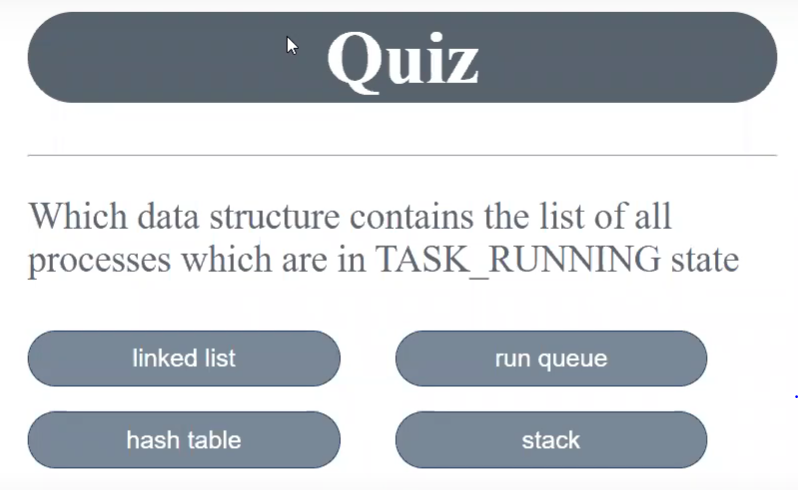 Quiz
Which data structure contains the list of all
processes which are in TASK_RUNNING state
linked list
run queue
hash table
stack